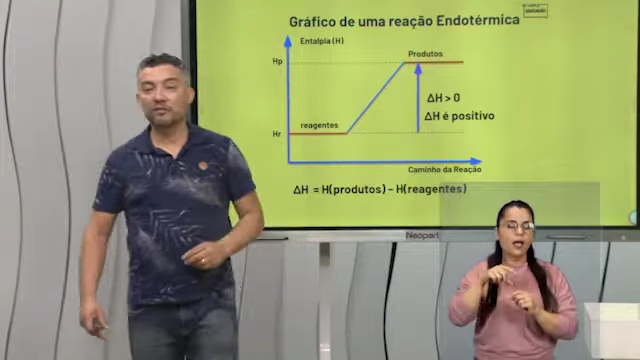 Gráfico de uma reação Endotérmica
Entalpia (H)
Hp
Produtos
ΔH > 0
ΔH é positivo
reagentes
Hr
Caminho da Reação
ΔH = H(produtos) – H(reagentes)
Neopart